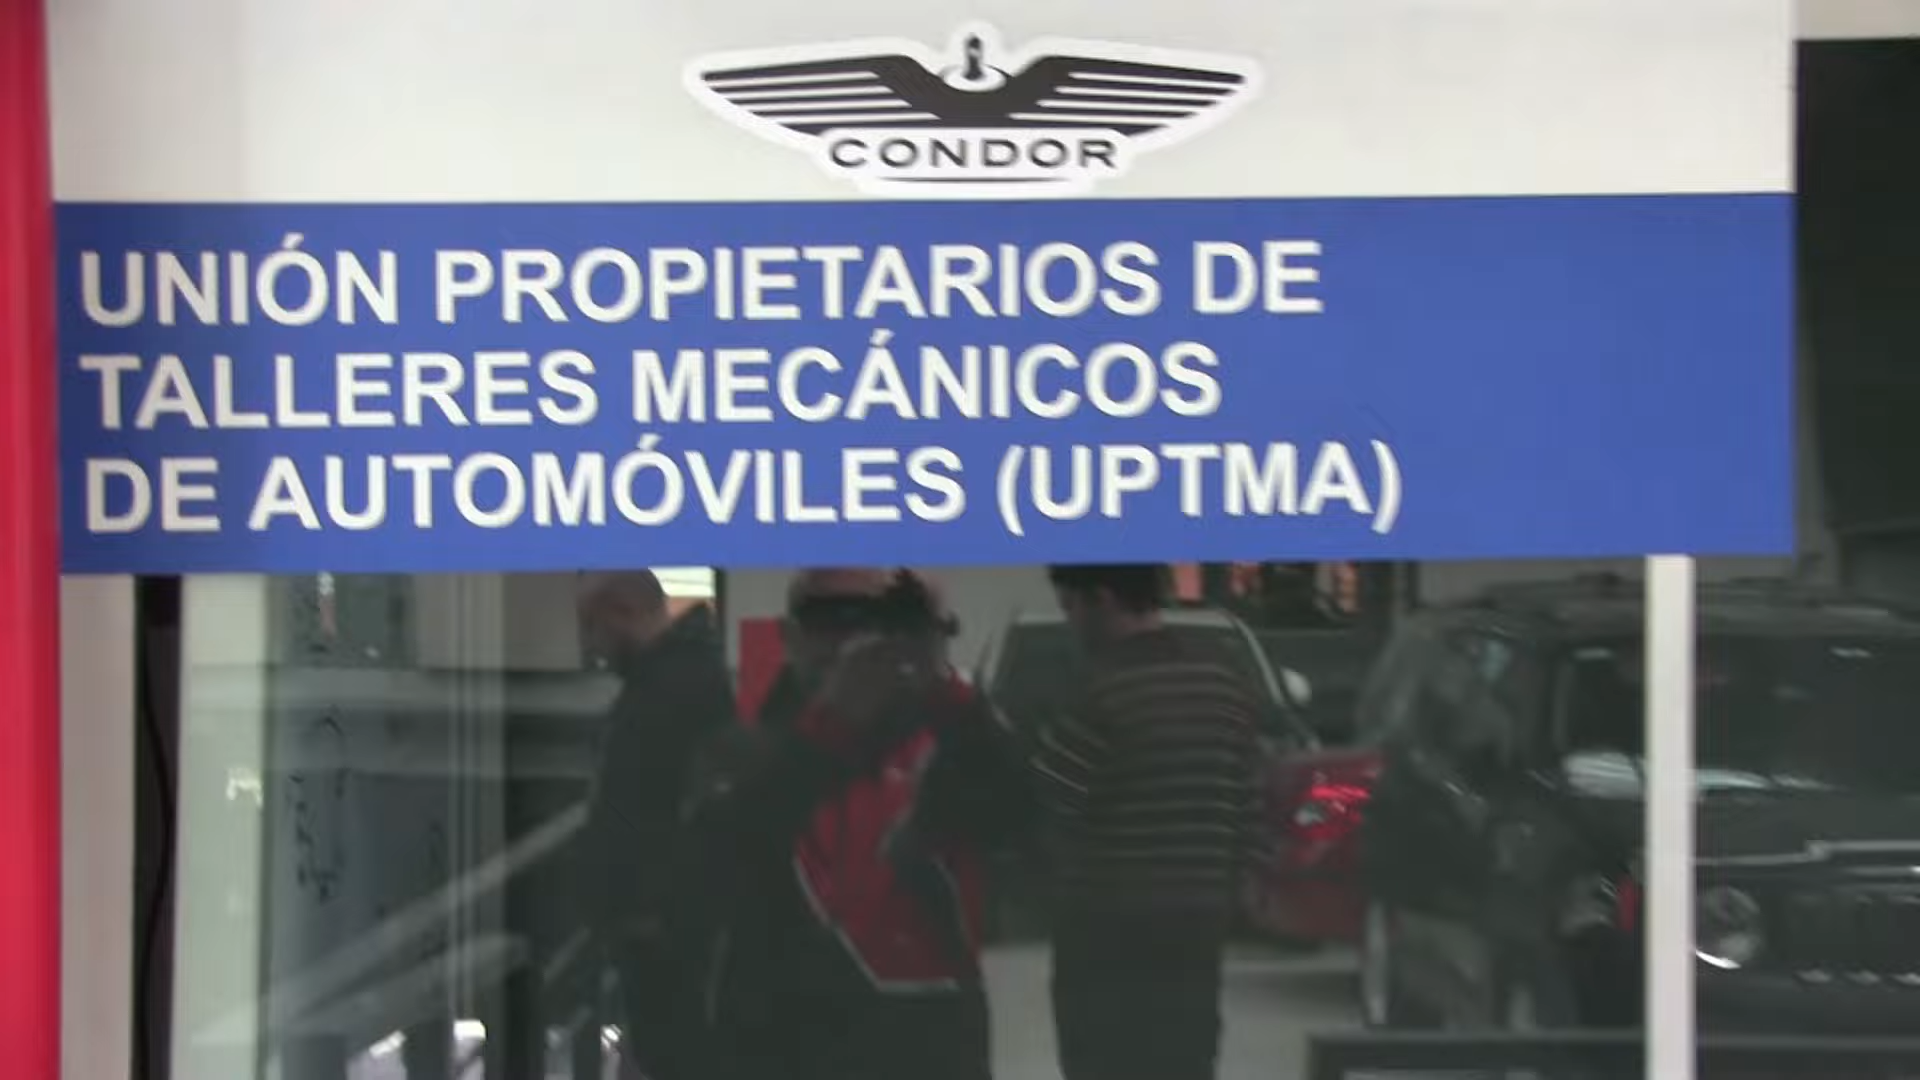 CONDOR
UNIÓN PROPIETARIOS DE
TALLERES MECÁNICOS
DE AUTOMÓVILES (UPTMA)